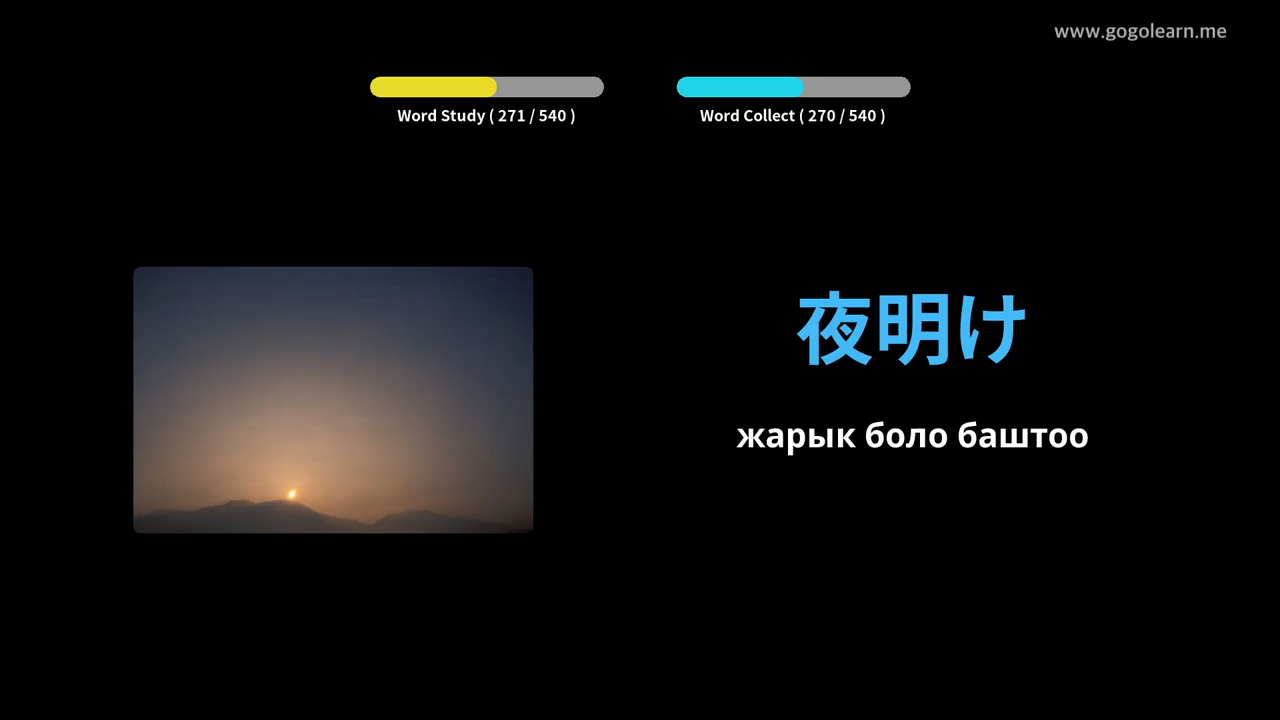 www.gogolearn.me
Word Study ( 271 / 540 )
Word Collect ( 270 / 540 )
夜明け
жарык боло баштоо